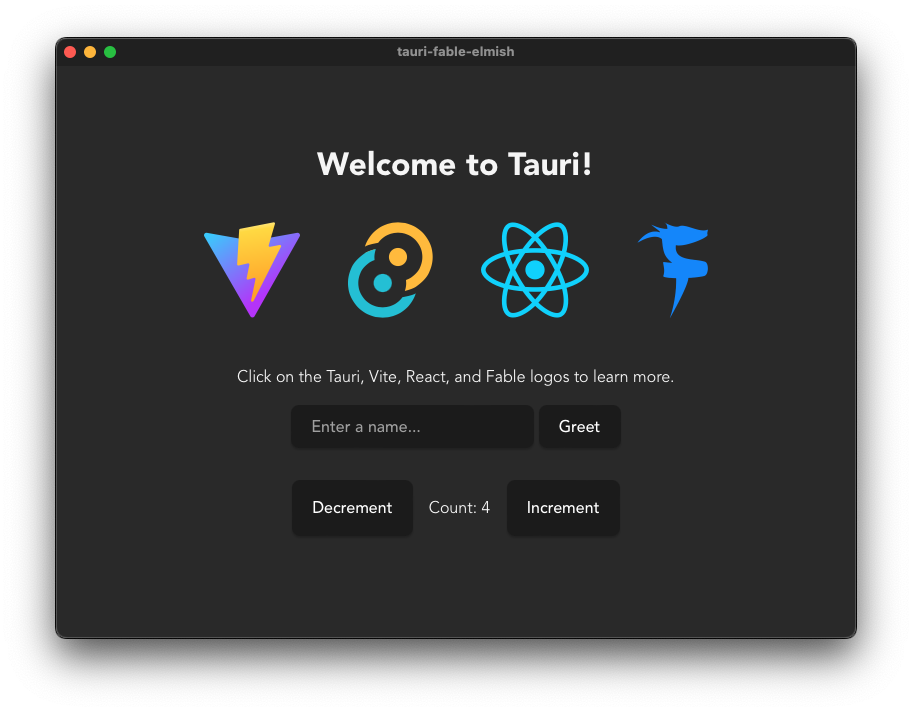 tauri-fable-elmish
Welcome to Tauri!
Click on the Tauri, Vite, React, and Fable logos to learn more.
Enter a name... Greet
Decrement Count: 4 Increment